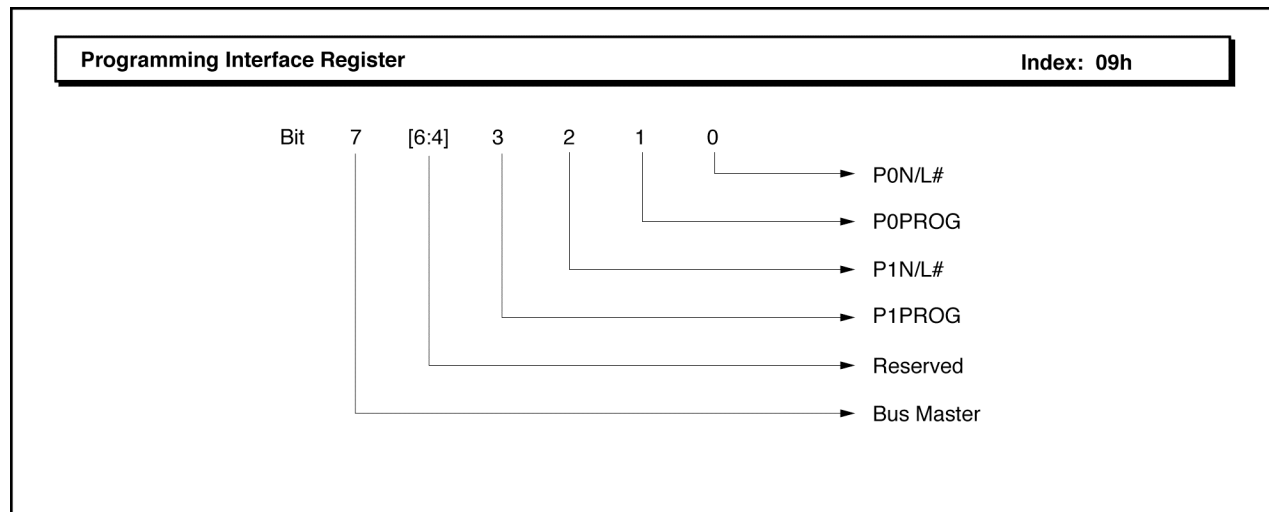 Programming Interface Register Index: 09h
Bit 7 [6:4] 3 2 1 0
P0N/L#
P0PROG
P1N/L#
P1PROG
Reserved
Bus Master